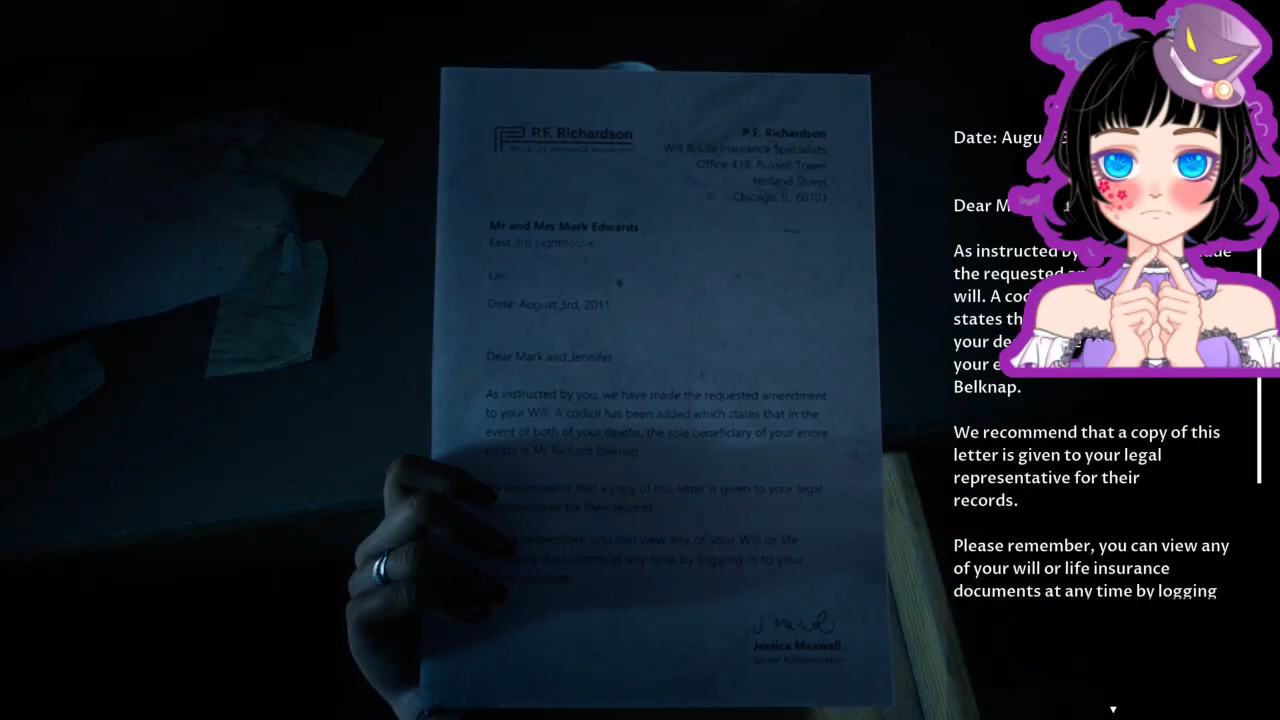 P.F. Richardson
WILL & LIFE INSURANCE SPECIALISTS
P.F. Richardson
Will & Life Insurance Specialists
Office 418, Russell Tower
Holland Street
Chicago, IL 60703
Mr and Mrs Mark Edwards
East 3rd Lighthouse
Date: August 3rd, 2011
Dear Mark and Jennifer
As instructed by you, we have made the requested amendment
to your Will. A codicil has been added which states that in the
event of both of your deaths, the sole beneficiary of your entire
estate is Mr Richard Belknap.
recommend that a copy of this letter is given to your legal
for their records.
remember, you can view any of your Will or life
documents at any time by logging in to your
Jessica Maxwell
Senior Administrator
Date:
Dear
As instructed by
the requested
will. A
states
your
your
Belknap.
We recommend that a copy of this
letter is given to your legal
representative for their
records.
Please remember, you can view any
of your will or life insurance
documents at any time by logging